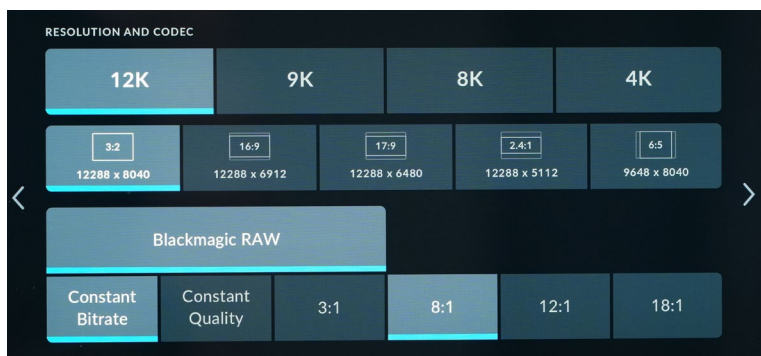 RESOLUTION AND CODEC
12K 9K 8K 4K
3:2 16:9 17:9 2.4:1 6:5
12288 x 8040 12288 x 6912 12288 x 6480 12288 x 5112 9648 x 8040
Blackmagic RAW
Constant Bitrate
Constant Quality
3:1 8:1 12:1 18:1